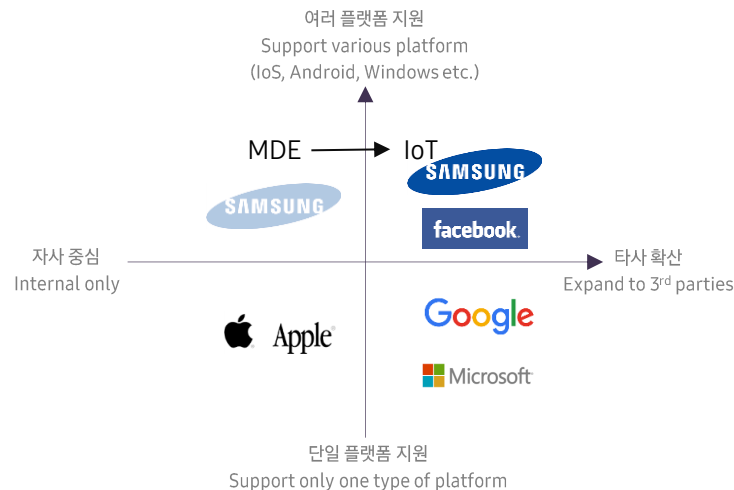 여러 플랫폼 지원
Support various platform
(IoS, Android, Windows etc.)
MDE
IoT
SAMSUNG
SAMSUNG
facebook.
자사 중심
Internal only
타사 확산
Expand to 3rd parties
Apple
Google
Microsoft
단일 플랫폼 지원
Support only one type of platform